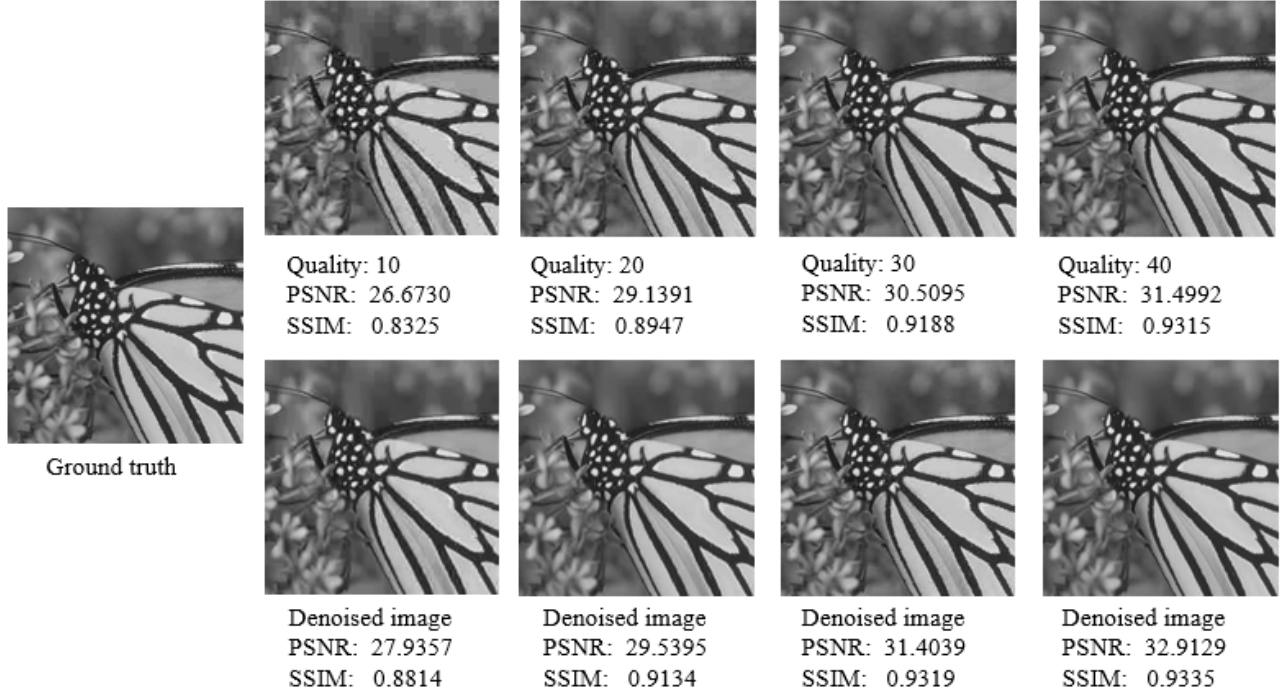 Quality: 10
PSNR: 26.6730
SSIM: 0.8325
Quality: 20
PSNR: 29.1391
SSIM: 0.8947
Quality: 30
PSNR: 30.5095
SSIM: 0.9188
Quality: 40
PSNR: 31.4992
SSIM: 0.9315
Ground truth
Denoised image
PSNR: 27.9357
SSIM: 0.8814
Denoised image
PSNR: 29.5395
SSIM: 0.9134
Denoised image
PSNR: 31.4039
SSIM: 0.9319
Denoised image
PSNR: 32.9129
SSIM: 0.9335